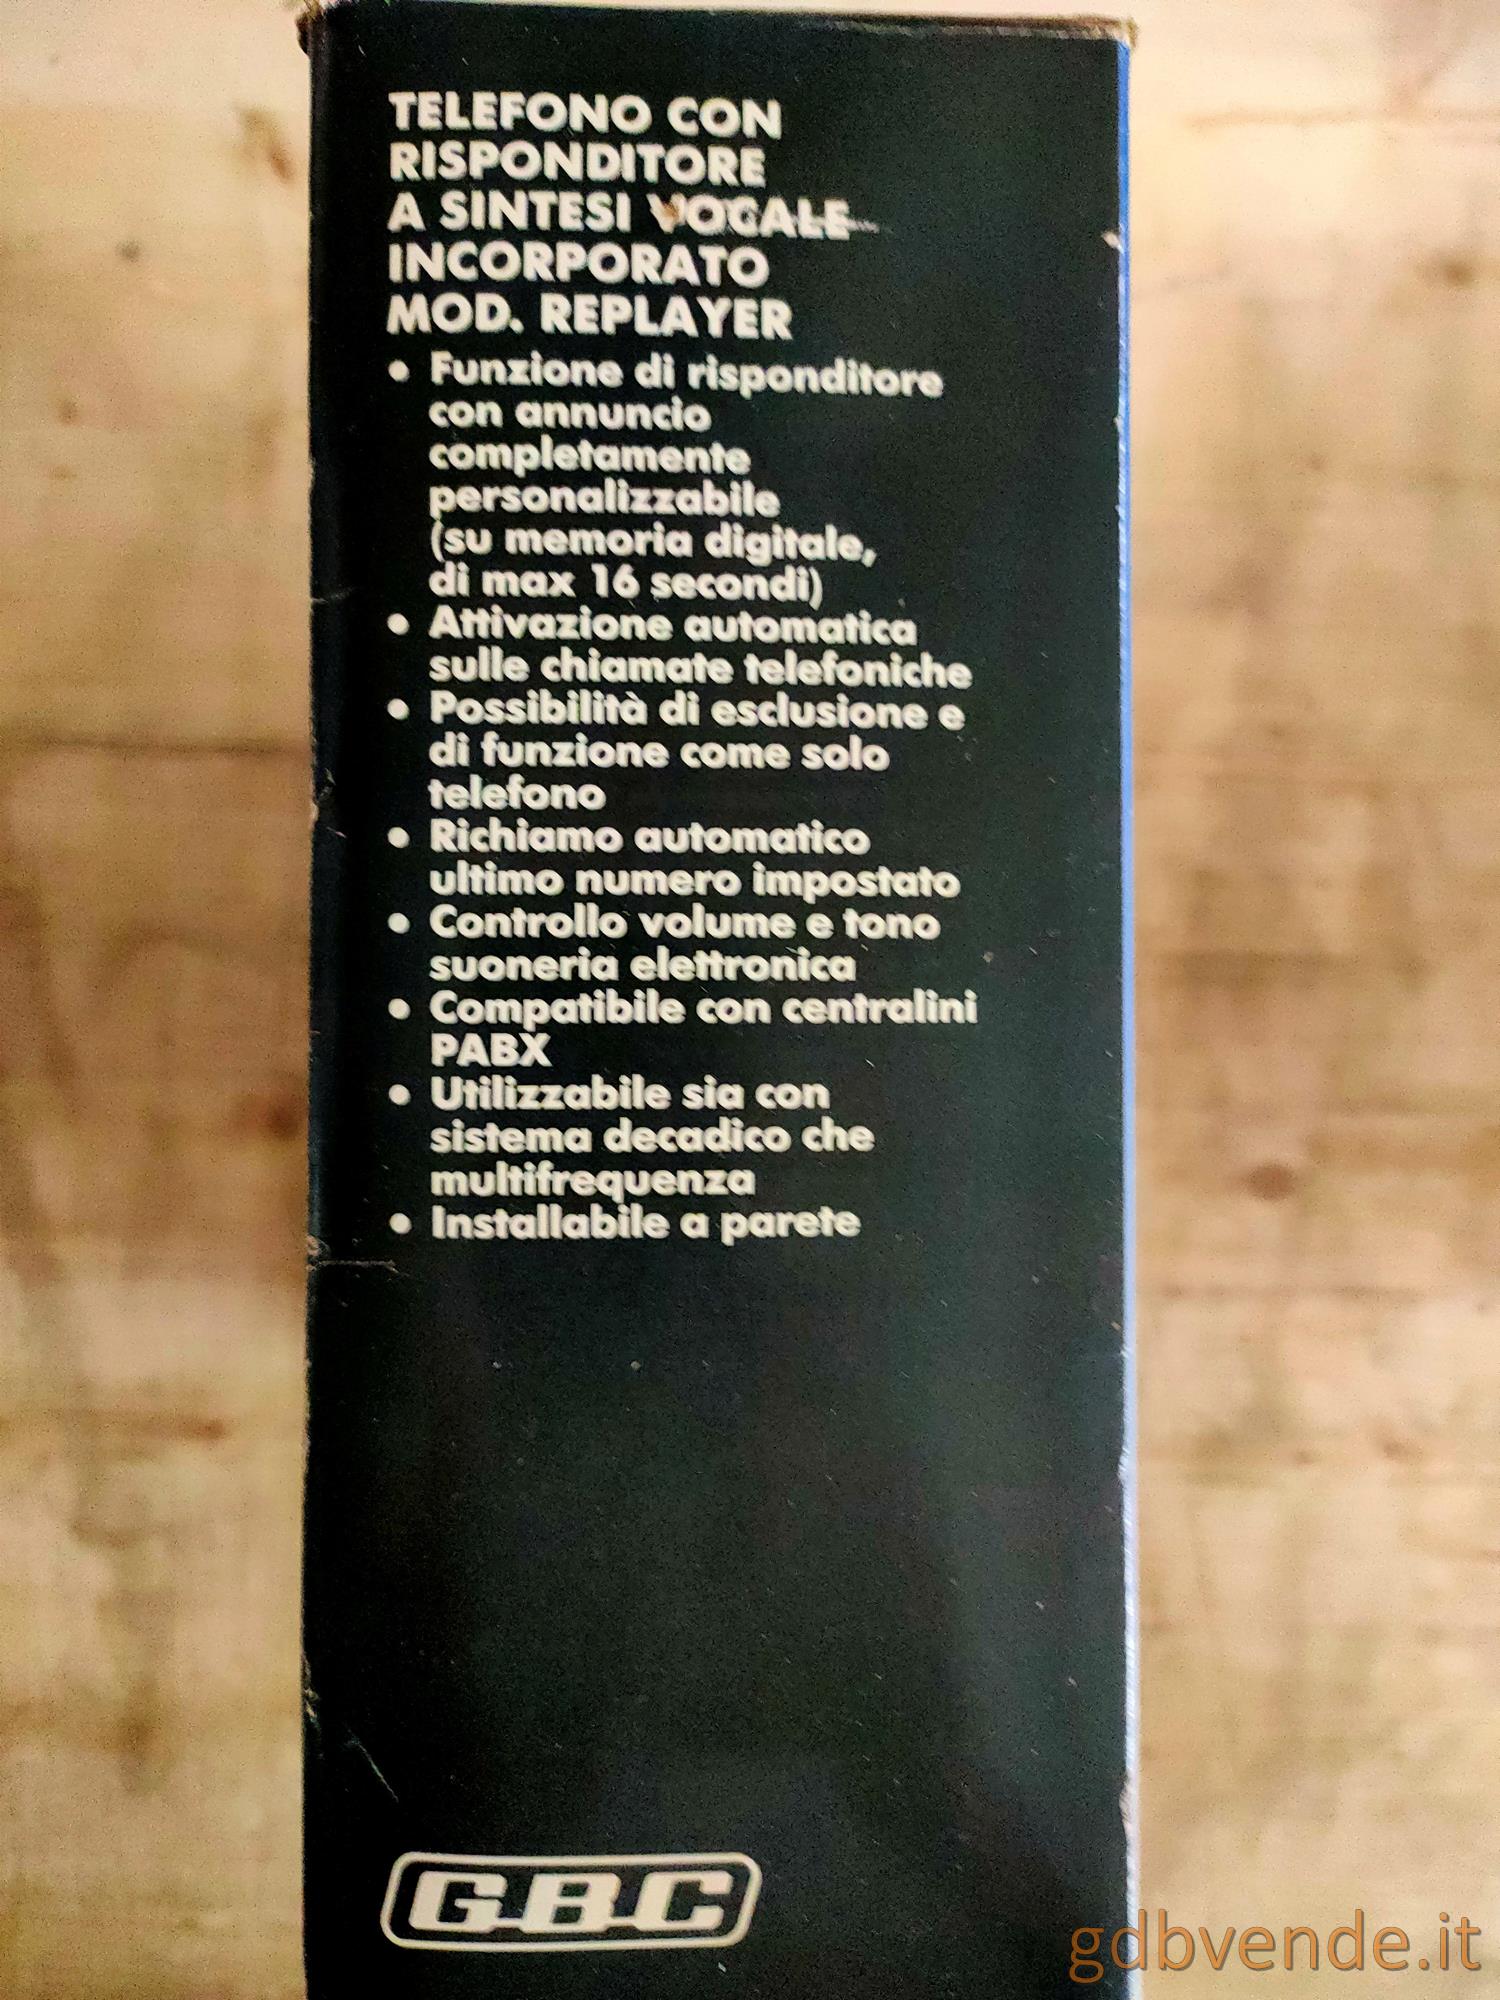 TELEFONO CON
RISPONDITORE
A SINTESI VOCALE
INCORPORATO
MOD. REPLAYER
• Funzione di risponditore
con annuncio
completamente
personalizzabile
(su memoria digitale,
di max 16 secondi)
• Attivazione automatica
sulle chiamate telefoniche
• Possibilità di esclusione e
di funzione come solo
telefono
• Richiamo automatico
ultimo numero impostato
• Controllo volume e tono
suoneria elettronica
• Compatibile con centralini
PABX
• Utilizzabile sia con
sistema decadico che
multifrequenza
• Installabile a parete
GBC
gdbvende.it